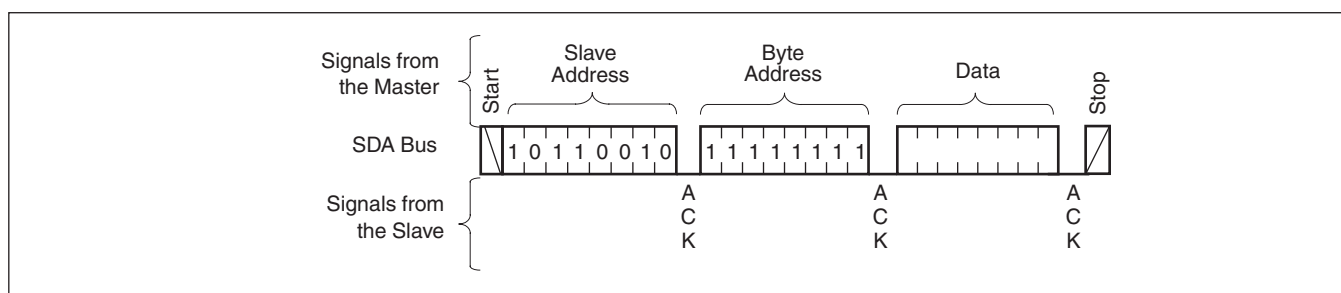 Signals from
the Master
Start
Slave
Address
Byte
Address
Data
Stop
SDA Bus
1 0 1 1 0 0 1 0
1 1 1 1 1 1 1 1
Signals from
the Slave
A
C
K
A
C
K
A
C
K